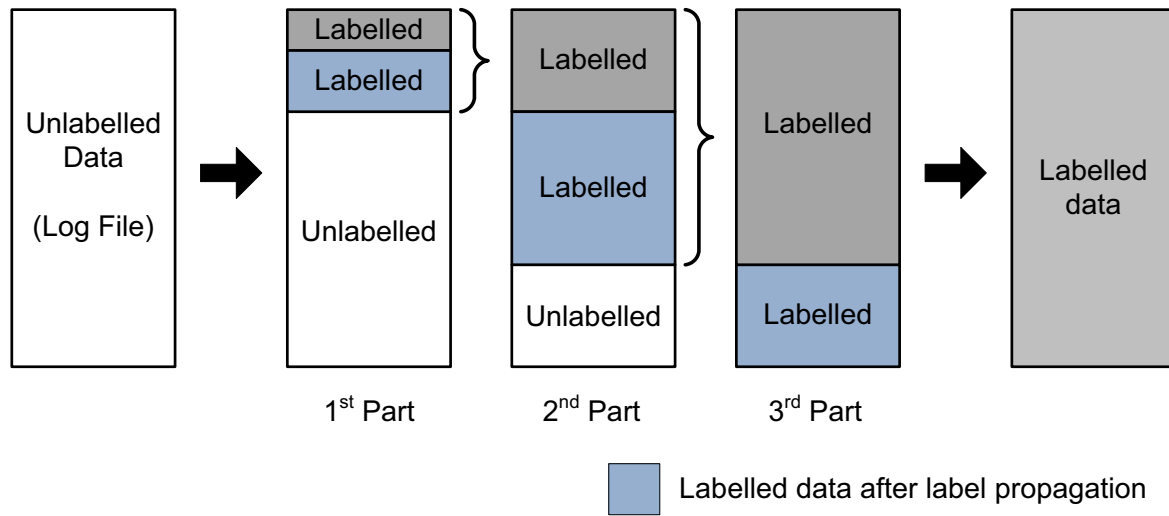 Unlabelled
Data
(Log File)
Labelled
Labelled
Unlabelled
1st Part
Labelled
Labelled
Unlabelled
2nd Part
Labelled
Labelled
3rd Part
Labelled
data
Labelled data after label propagation